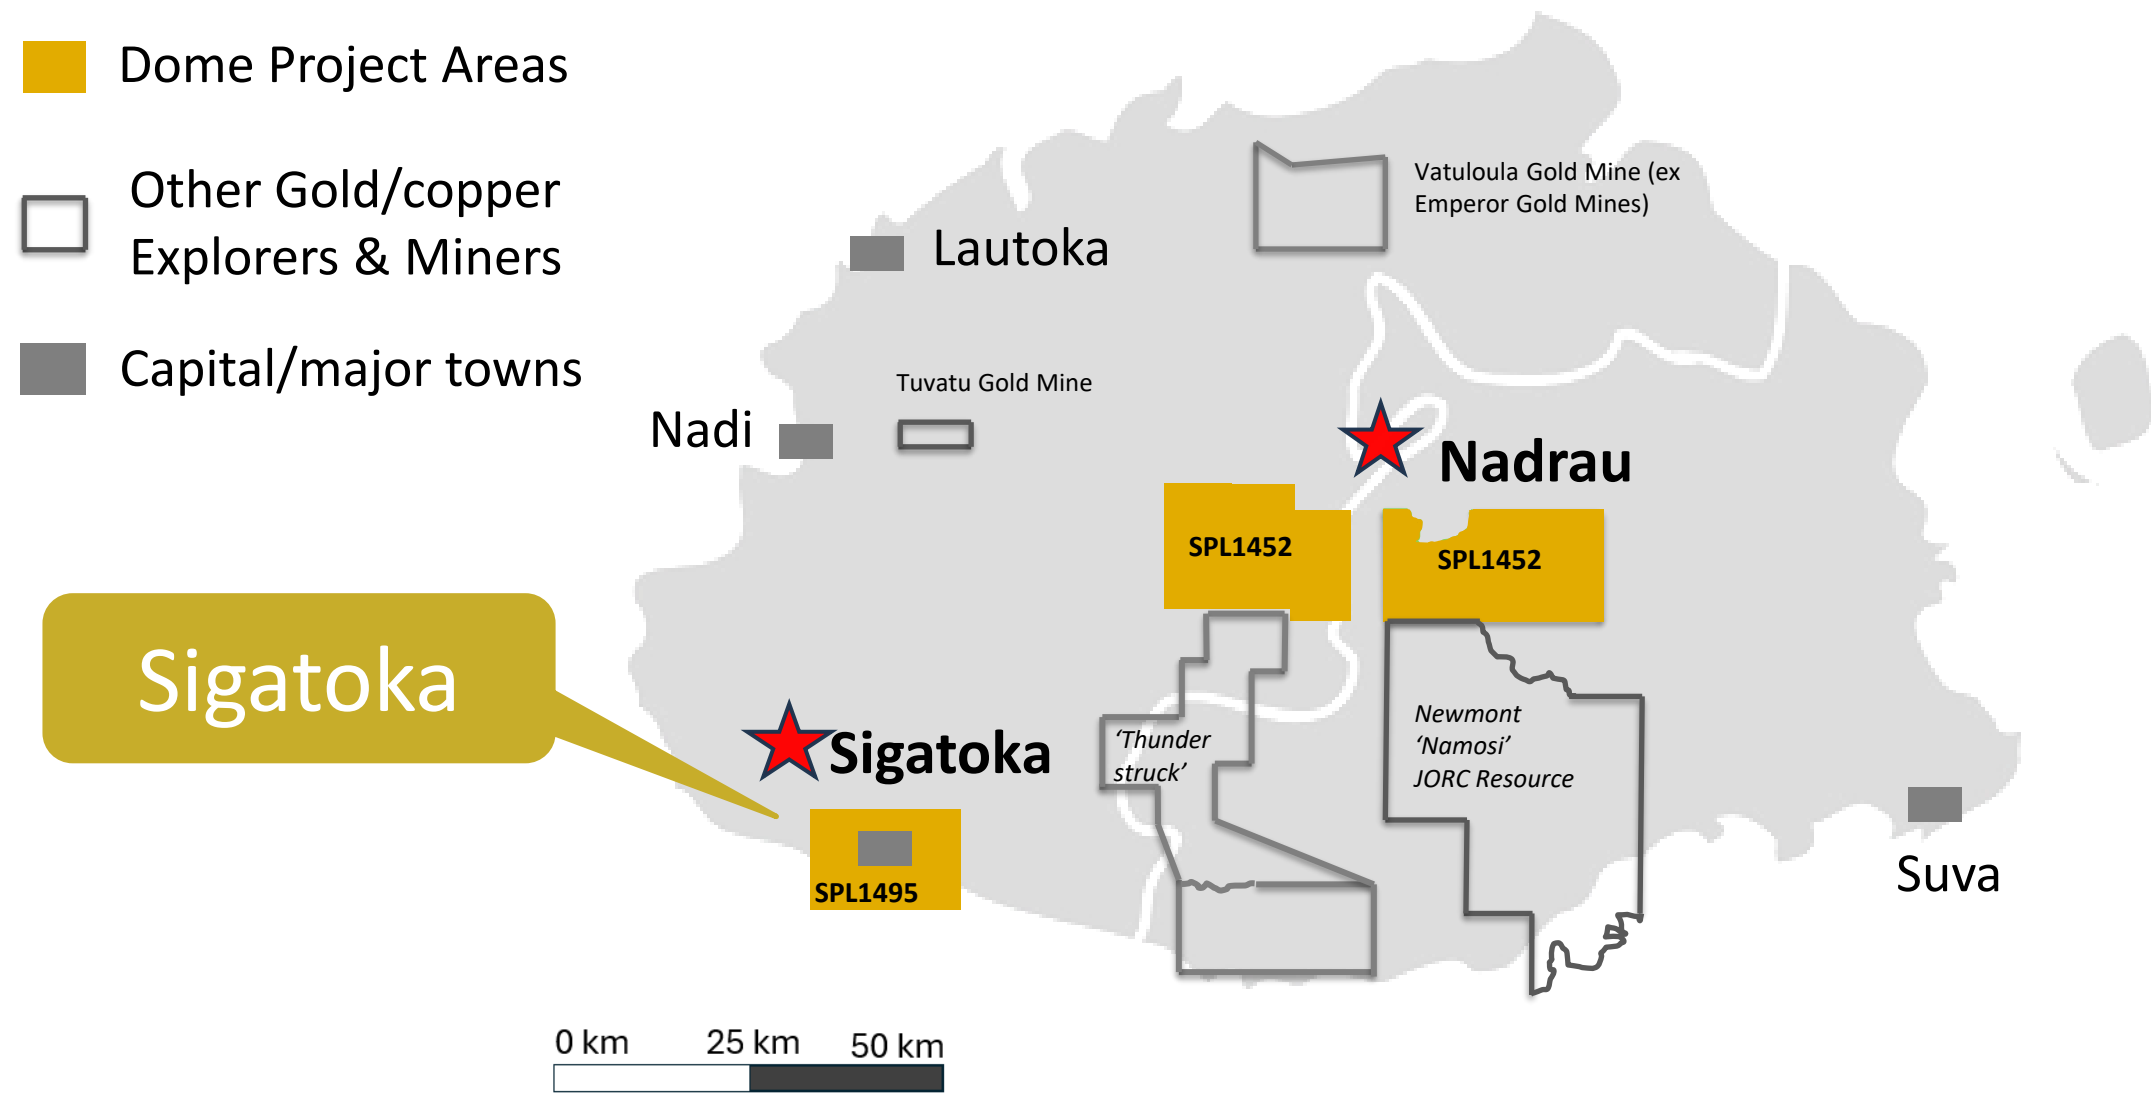 Dome Project Areas
Other Gold/copper
Explorers & Miners
Capital/major towns
Vatuloula Gold Mine (ex
Emperor Gold Mines)
Lautoka
Tuvatu Gold Mine
Nadi
Nadrau
SPL1452
SPL1452
Sigatoka
Sigatoka
‘Thunder
struck’
Newmont
‘Namosi’
JORC Resource
SPL1495
Suva
0 km 25 km 50 km